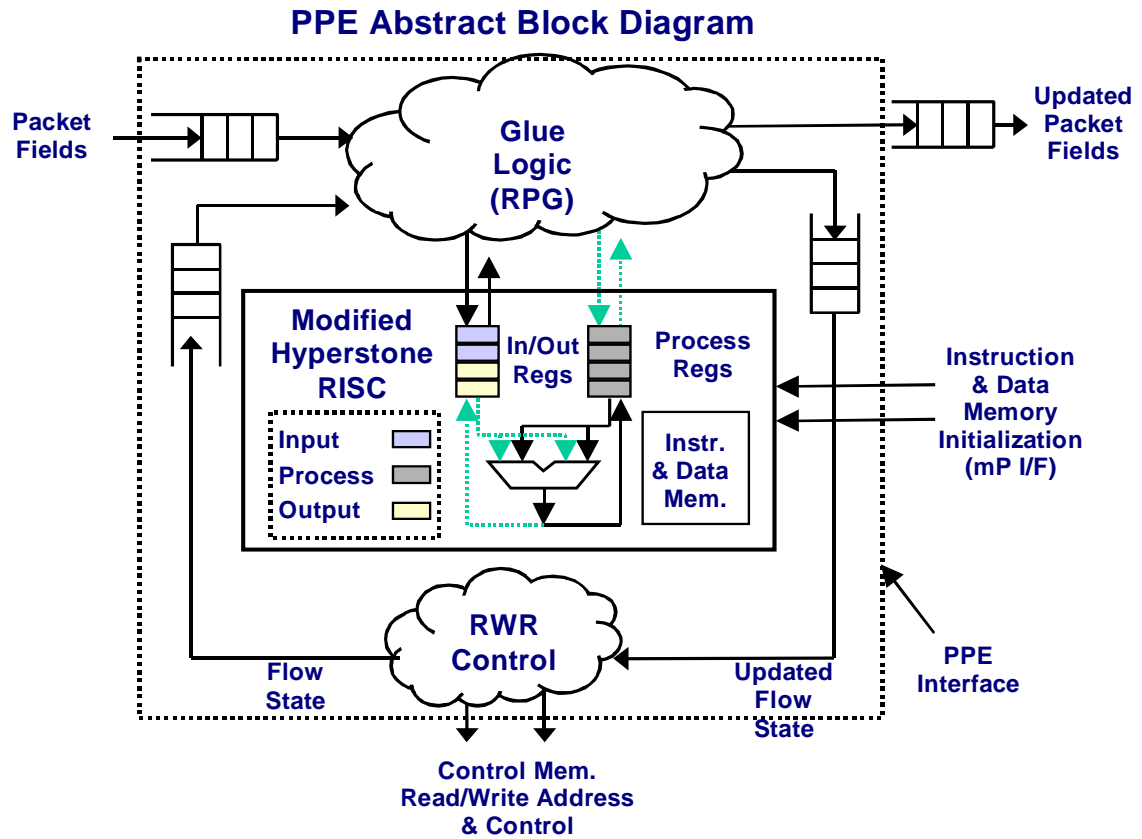 PPE Abstract Block Diagram
Packet
Fields
Glue
Logic
(RPG)
Updated
Packet
Fields
Modified
Hyperstone
RISC
In/Out
Regs
Process
Regs
Input
Process
Output
Instr.
& Data
Mem.
Instruction
& Data
Memory
Initialization
(mP I/F)
RWR
Control
Flow
State
Updated
Flow
State
PPE
Interface
Control Mem.
Read/Write Address
& Control